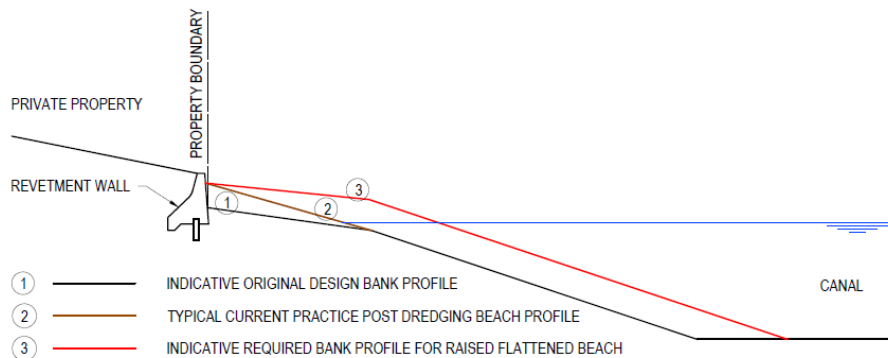 PROPERTY BOUNDARY
PRIVATE PROPERTY
REVETMENT WALL
1
2
3
CANAL
1 INDICATIVE ORIGINAL DESIGN BANK PROFILE
2 TYPICAL CURRENT PRACTICE POST DREDGING BEACH PROFILE
3 INDICATIVE REQUIRED BANK PROFILE FOR RAISED FLATTENED BEACH